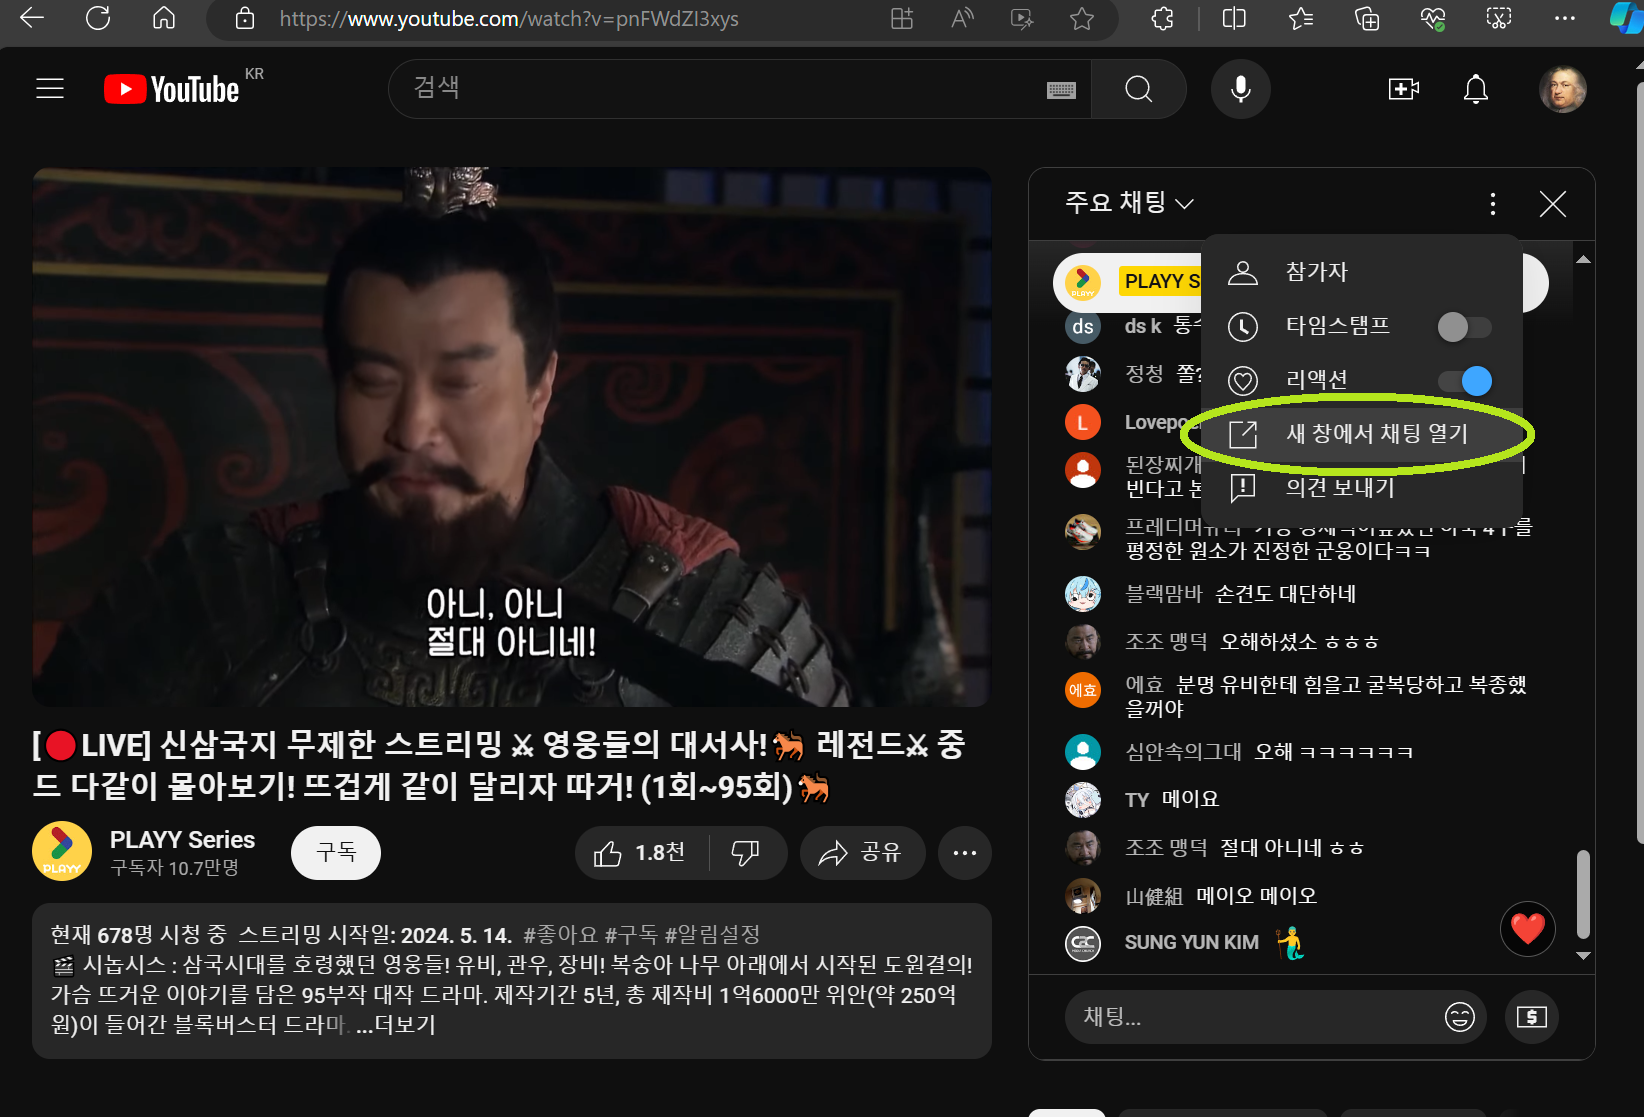 https://www.youtube.com/watch?v=pnFWdZI3xys
YouTube KR
검색
주요 채팅
참가자
타임스탬프
리액션
새 창에서 채팅 열기
의견 보내기
PLAYY S
ds
ds k 통수
정청 쫄?
L
Lovepo
된장찌개
빈다고 본
프레디머큐리
평정한 원소가 진정한 군웅이다ㅋㅋ
블랙맘바 손견도 대단하네
조조 맹덕 오해하셨소 ㅎㅎㅎ
에효
에효 분명 유비한테 힘을고 굴복당하고 복종했
을꺼야
심안속의그대 오해 ㅋㅋㅋㅋㅋㅋ
TY 메이요
조조 맹덕 절대 아니네 ㅎㅎ
山健組 메이오 메이오
SUNG YUN KIM
채팅...
아니, 아니
절대 아니네!
[🔴LIVE] 신삼국지 무제한 스트리밍 ⚔ 영웅들의 대서사!🐎 레전드⚔ 중
드 다같이 몰아보기! 뜨겁게 같이 달리자 따거! (1회~95회)🐎
PLAYY
PLAYY Series
구독자 10.7만명
구독
1.8천
공유
현재 678명 시청 중 스트리밍 시작일: 2024. 5. 14. #좋아요 #구독 #알림설정
🎬 시놉시스 : 삼국시대를 호령했던 영웅들! 유비, 관우, 장비! 복숭아 나무 아래에서 시작된 도원결의!
가슴 뜨거운 이야기를 담은 95부작 대작 드라마. 제작기간 5년, 총 제작비 1억6000만 위안(약 250억
원)이 들어간 블록버스터 드라마. ...더보기